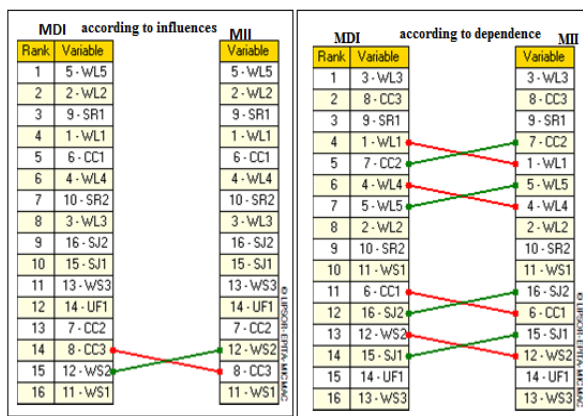 MDI according to influences MII
Rank Variable Variable
1 5 - WL5 5 - WL5
2 2 - WL2 2 - WL2
3 9 - SR1 9 - SR1
4 1 - WL1 1 - WL1
5 6 - CC1 6 - CC1
6 4 - WL4 4 - WL4
7 10 - SR2 10 - SR2
8 3 - WL3 3 - WL3
9 16 - SJ2 16 - SJ2
10 15 - SJ1 15 - SJ1
11 13 - WS3 13 - WS3
12 14 - UF1 14 - UF1
13 7 - CC2 7 - CC2
14 8 - CC3 12 - WS2
15 12 - WS2 8 - CC3
16 11 - WS1 11 - WS1
© LIPSOR-EPITA-MICMAC
MDI according to dependence MII
Rank Variable Variable
1 3 - WL3 3 - WL3
2 8 - CC3 8 - CC3
3 9 - SR1 9 - SR1
4 1 - WL1 7 - CC2
5 7 - CC2 1 - WL1
6 4 - WL4 5 - WL5
7 5 - WL5 4 - WL4
8 2 - WL2 2 - WL2
9 10 - SR2 10 - SR2
10 11 - WS1 11 - WS1
11 6 - CC1 16 - SJ2
12 16 - SJ2 6 - CC1
13 12 - WS2 15 - SJ1
14 15 - SJ1 12 - WS2
15 14 - UF1 14 - UF1
16 13 - WS3 13 - WS3
© LIPSOR-EPITA-MICMAC